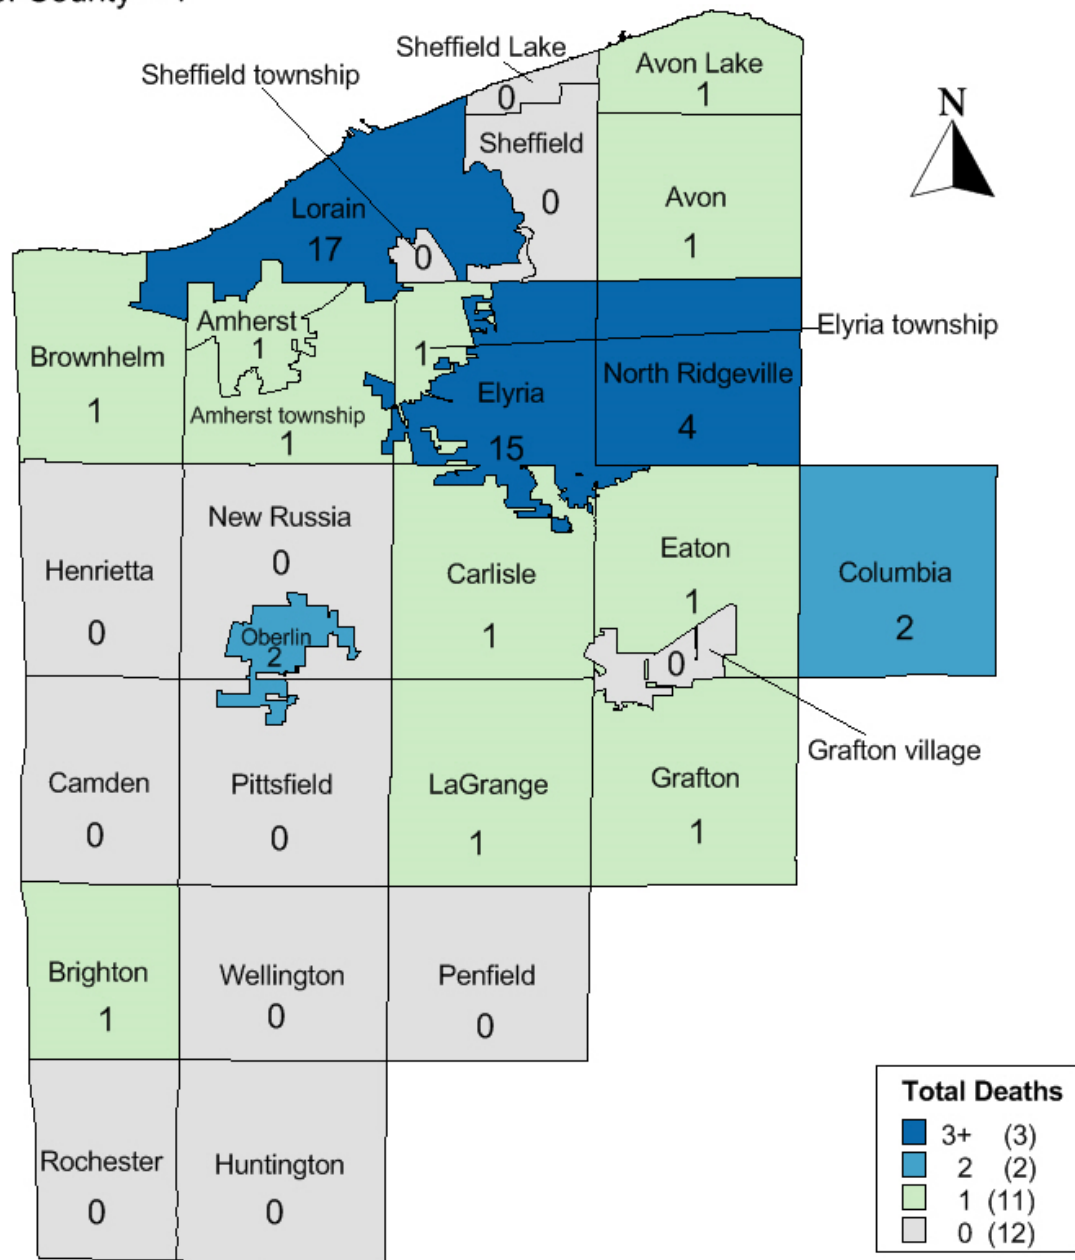 County
Sheffield Lake
0
Sheffield township
Avon Lake
1
N
Sheffield
0
Avon
1
Lorain
17
0
Elyria township
Amherst
1
1
Brownhelm
1
Elyria
15
North Ridgeville
4
Amherst township
1
New Russia
0
Henrietta
0
Carlisle
1
Eaton
1
Columbia
2
Oberlin
2
0
Grafton village
Camden
0
Pittsfield
0
LaGrange
1
Grafton
1
Brighton
1
Wellington
0
Penfield
0
Rochester
0
Huntington
0
Total Deaths
3+ (3)
2 (2)
1 (11)
0 (12)